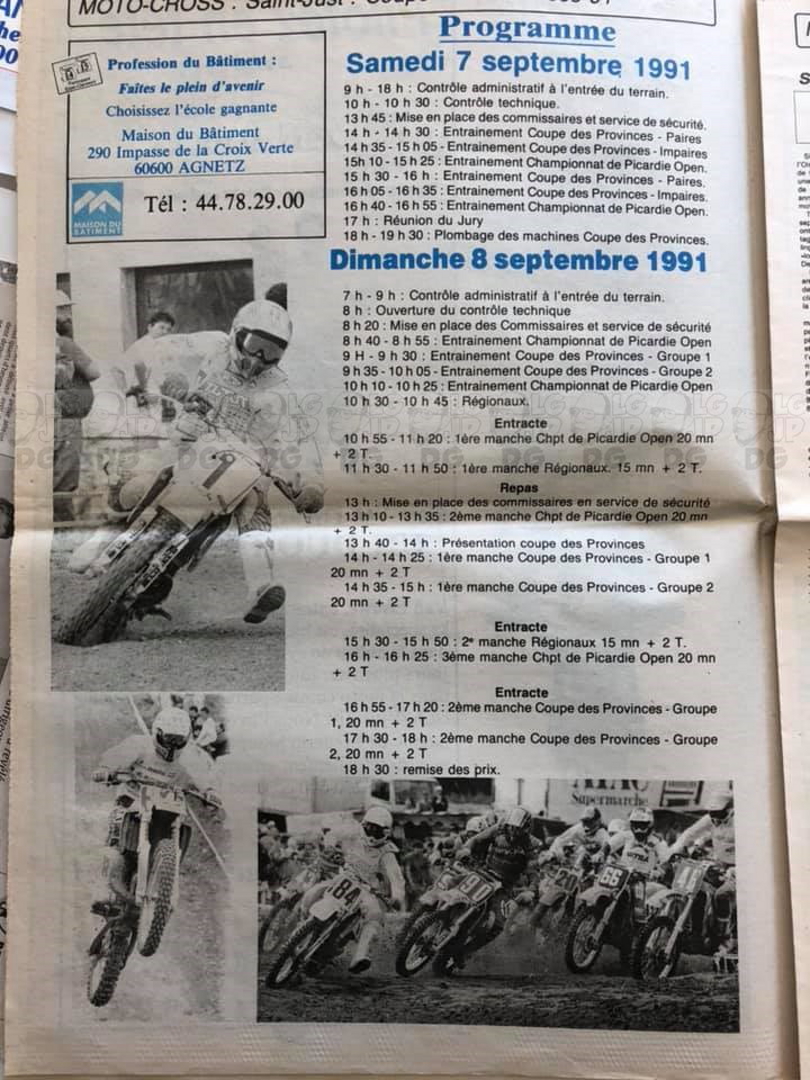 MOTO-CROSS : Saint-Just : Coupe
Programme
Profession du Bâtiment :
Faites le plein d'avenir
Choisissez l'école gagnante
Maison du Bâtiment
290 Impasse de la Croix Verte
60600 AGNETZ
MAISON DU
BATIMENT
Tél : 44.78.29.00
Samedi 7 septembre 1991
9 h - 18 h : Contrôle administratif à l'entrée du terrain.
10 h - 10 h 30 : Contrôle technique.
13 h 45 : Mise en place des commissaires et service de sécurité.
14 h - 14 h 30 : Entrainement Coupe des Provinces - Paires
14 h 35 - 15 h 05 - Entrainement Coupe des Provinces - Impaires
15h 10 - 15 h 25 : Entrainement Championnat de Picardie Open.
15 h 30 - 16 h : Entrainement Coupe des Provinces - Paires.
16 h 05 - 16 h 35 : Entrainement Coupe des Provinces - Impaires.
16 h 40 - 16 h 55 : Entrainement Championnat de Picardie Open.
17 h : Réunion du Jury
18 h - 19 h 30 : Plombage des machines Coupe des Provinces.
Dimanche 8 septembre 1991
7 h - 9 h : Contrôle administratif à l'entrée du terrain.
8 h : Ouverture du contrôle technique
8 h 20 : Mise en place des Commissaires et service de sécurité
8 h 40 - 8 h 55 : Entrainement Championnat de Picardie Open
9 H - 9 h 30 : Entrainement Coupe des Provinces - Groupe 1
9 h 35 - 10 h 05 - Entrainement Coupe des Provinces - Groupe 2
10 h 10 - 10 h 25 : Entrainement Championnat de Picardie Open
10 h 30 - 10 h 45 : Régionaux.
Entracte
10 h 55 - 11 h 20 : 1ère manche Chpt de Picardie Open 20 mn
+ 2 T.
11 h 30 - 11 h 50 : 1ère manche Régionaux. 15 mn + 2 T.
Repas
13 h : Mise en place des commissaires en service de sécurité
13 h 10 - 13 h 35 : 2ème manche Chpt de Picardie Open 20 mn
+ 2 T.
13 h 40 - 14 h : Présentation coupe des Provinces
14 h - 14 h 25 : 1ère manche Coupe des Provinces - Groupe 1
20 mn + 2 T
14 h 35 - 15 h : 1ère manche Coupe des Provinces - Groupe 2
20 mn + 2 T
Entracte
15 h 30 - 15 h 50 : 2e manche Régionaux 15 mn + 2 T.
16 h - 16 h 25 : 3ème manche Chpt de Picardie Open 20 mn
+ 2 T
Entracte
16 h 55 - 17 h 20 : 2ème manche Coupe des Provinces - Groupe
1, 20 mn + 2 T
17 h 30 - 18 h : 2ème manche Coupe des Provinces - Groupe
2, 20 mn + 2 T
18 h 30 : remise des prix.
1
Supermarche
84
90
20
66